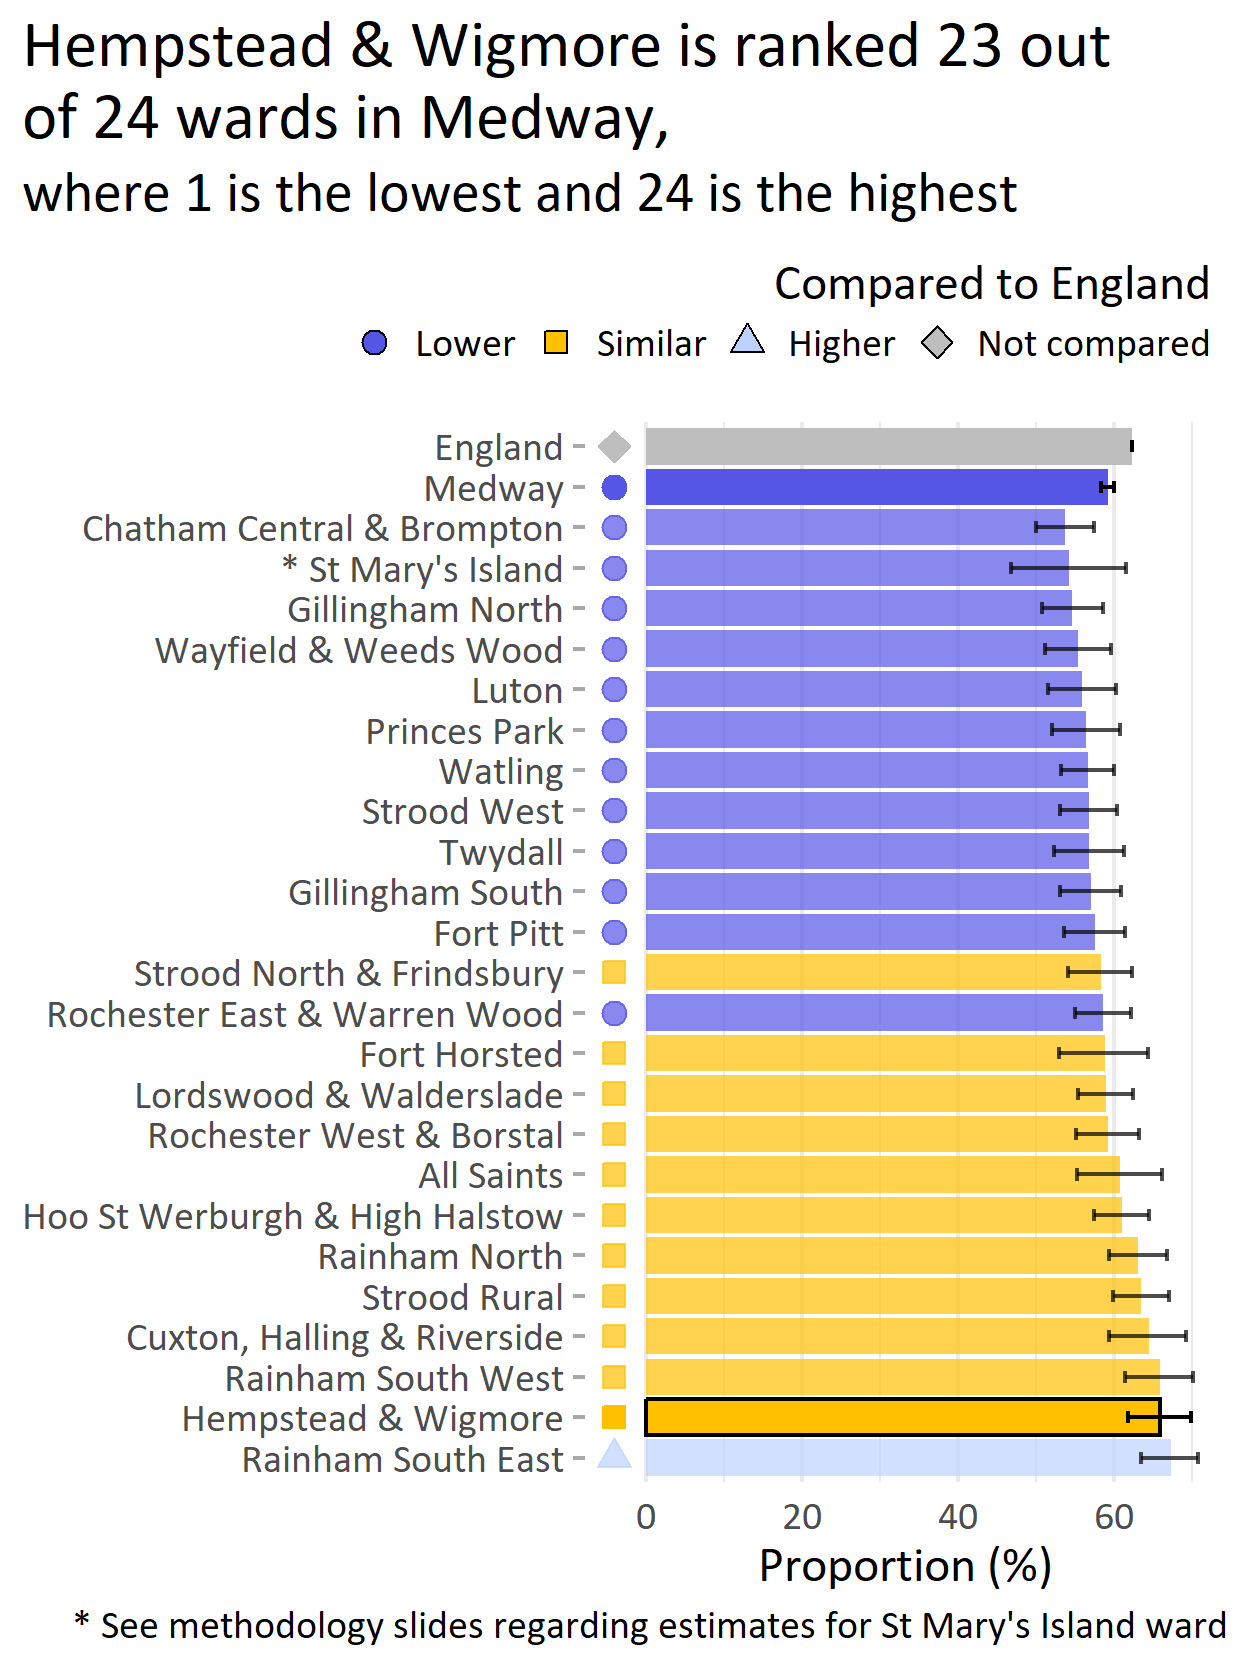 Hempstead & Wigmore is ranked 23 out
of 24 wards in Medway,
where 1 is the lowest and 24 is the highest
Compared to England
Lower Similar Higher Not compared
England
Medway
Chatham Central & Brompton
* St Mary's Island
Gillingham North
Wayfield & Weeds Wood
Luton
Princes Park
Watling
Strood West
Twydall
Gillingham South
Fort Pitt
Strood North & Frindsbury
Rochester East & Warren Wood
Fort Horsted
Lordswood & Walderslade
Rochester West & Borstal
All Saints
Hoo St Werburgh & High Halstow
Rainham North
Strood Rural
Cuxton, Halling & Riverside
Rainham South West
Hempstead & Wigmore
Rainham South East
0 20 40 60
Proportion (%)
* See methodology slides regarding estimates for St Mary's Island ward